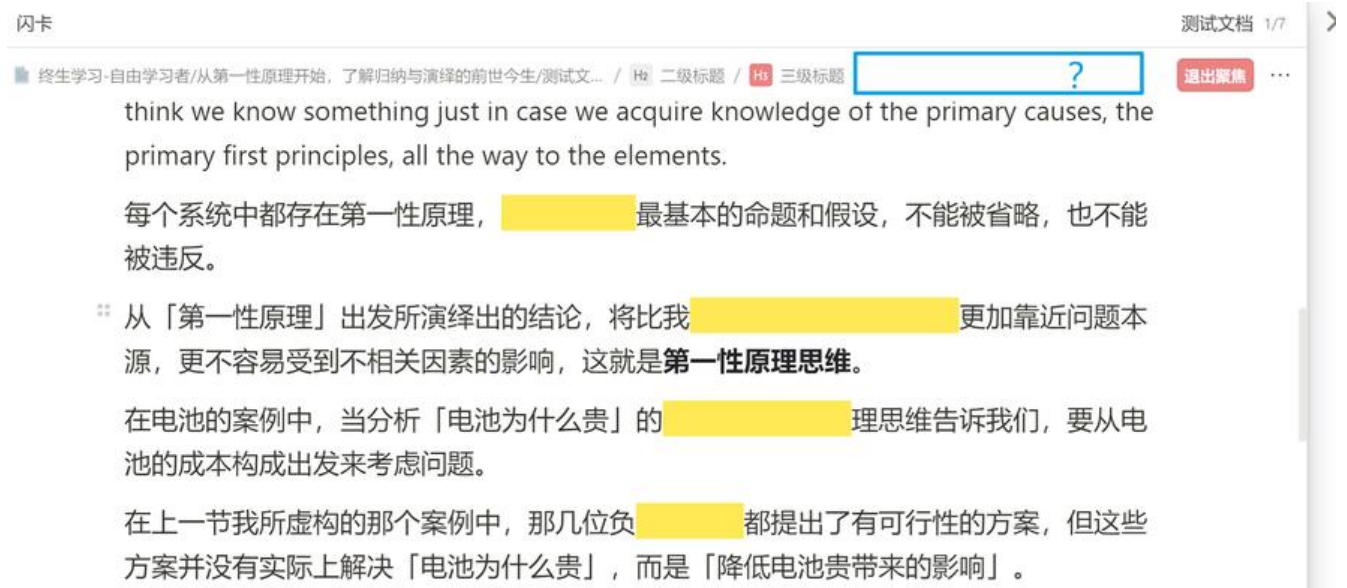 闪卡 测试文档 1/7
终生学习-自由学习者/从第一性原理开始，了解归纳与演绎的前世今生/测试文... / H2 二级标题 / H3 三级标题 ? 退出聚焦 ···
think we know something just in case we acquire knowledge of the primary causes, the
primary first principles, all the way to the elements.
每个系统中都存在第一性原理， 最基本的命题和假设，不能被省略，也不能
被违反。
从「第一性原理」出发所演绎出的结论，将比我 更加靠近问题本
源，更不容易受到不相关因素的影响，这就是第一性原理思维。
在电池的案例中，当分析「电池为什么贵」的 理思维告诉我们，要从电
池的成本构成出发来考虑问题。
在上一节我所虚构的那个案例中，那几位负 都提出了有可行性的方案，但这些
方案并没有实际上解决「电池为什么贵」，而是「降低电池贵带来的影响」。